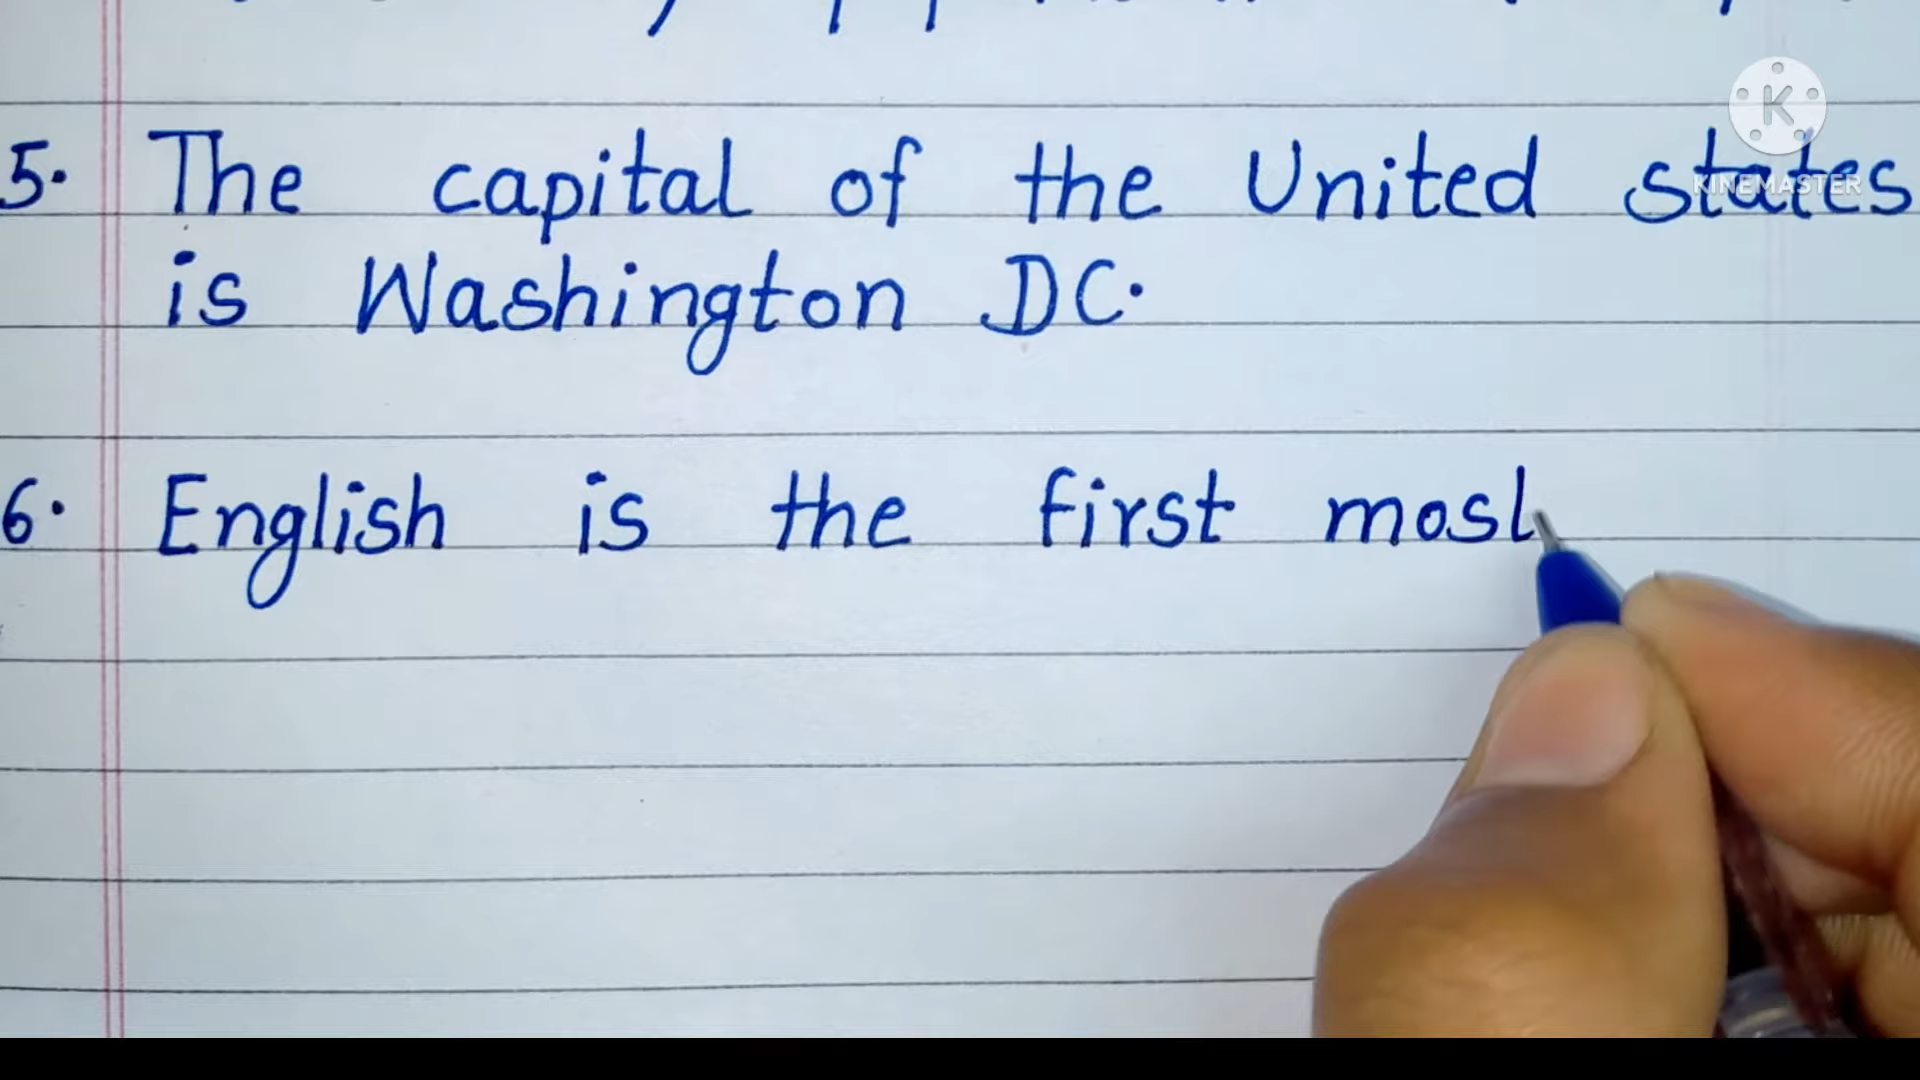 5. The capital of the United states
is Washington DC.
6. English is the first mosl
K
KINEMASTER